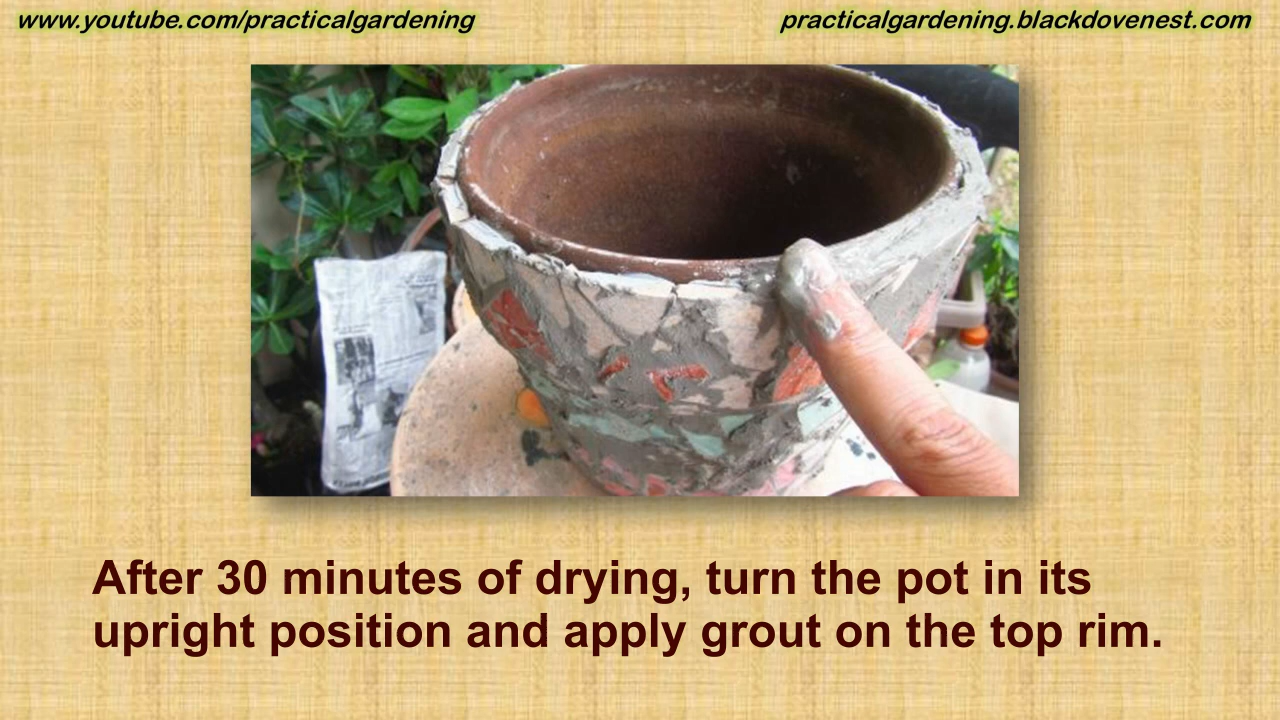 www.youtube.com/practicalgardening
practicalgardening.blackdovenest.com
After 30 minutes of drying, turn the pot in its
upright position and apply grout on the top rim.